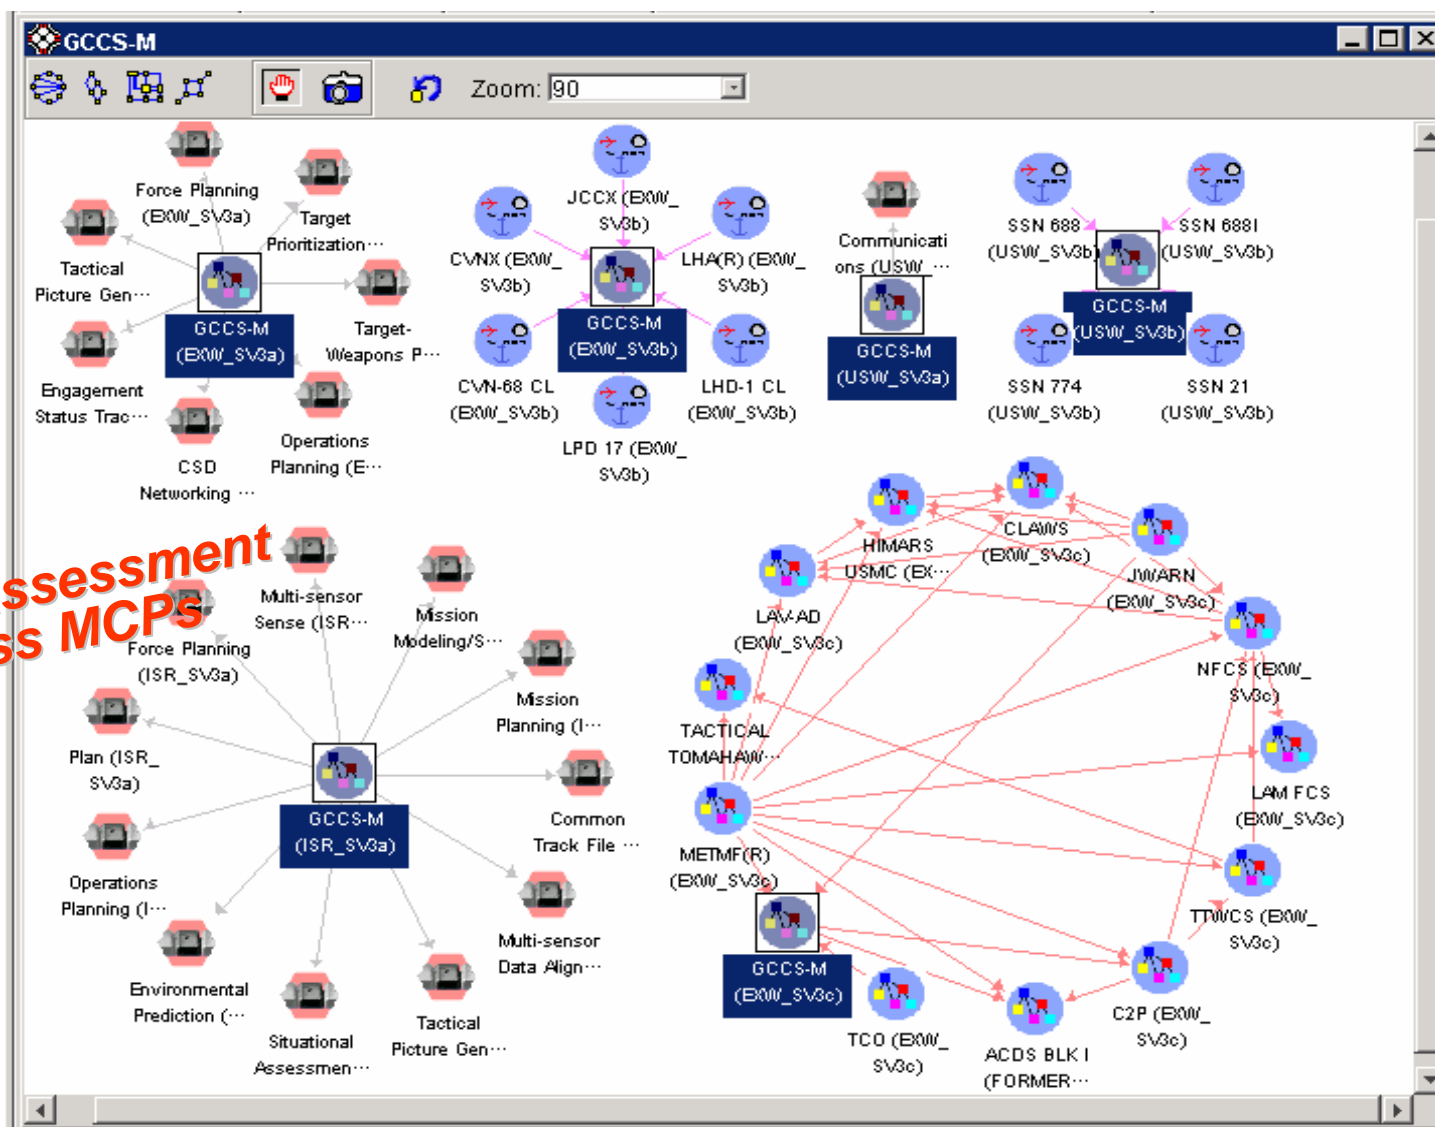 GCCS-M
Zoom: 90
Force Planning
(EXW_SV3a)
Target
Prioritization···
Tactical
Picture Gen···
GCCS-M
(EXW_SV3a)
Target-
Weapons P···
Engagement
Status Trac···
CSD
Networking ···
Operations
Planning (E···
JCCX (EXW_
SV3b)
CVNX (EXW_
SV3b)
LHA(R) (EXW_
SV3b)
GCCS-M
(EXW_SV3b)
CVN-68 CL
(EXW_SV3b)
LHD-1 CL
(EXW_SV3b)
LPD 17 (EXW_
SV3b)
Communicati
ons (USW_ ···
GCCS-M
(USW_SV3a)
SSN 688
(USW_SV3b)
SSN 688I
(USW_SV3b)
GCCS-M
(USW_SV3b)
SSN 774
(USW_SV3b)
SSN 21
(USW_SV3b)
ssessment
ss MCPs
Multi-sensor
Sense (ISR···
Mission
Modeling/S···
Force Planning
(ISR_SV3a)
Mission
Planning (I···
Plan (ISR_
SV3a)
GCCS-M
(ISR_SV3a)
Common
Track File ···
Operations
Planning (I···
Multi-sensor
Data Align···
Environmental
Prediction (···
Situational
Assessmen···
Tactical
Picture Gen···
CLAWS
(EXW_SV3c)
HIMARS
USMC (EX···
JWARN
(EXW_SV3c)
LAV-AD
(EXW_SV3c)
NFCS (EXW_
SV3c)
TACTICAL
TOMAHAW···
LAM FCS
(EXW_SV3c)
METMF(R)
(EXW_SV3c)
TTWCS (EXW_
SV3c)
GCCS-M
(EXW_SV3c)
C2P (EXW_
SV3c)
TCO (EXW_
SV3c)
ACDS BLK I
(FORMER···